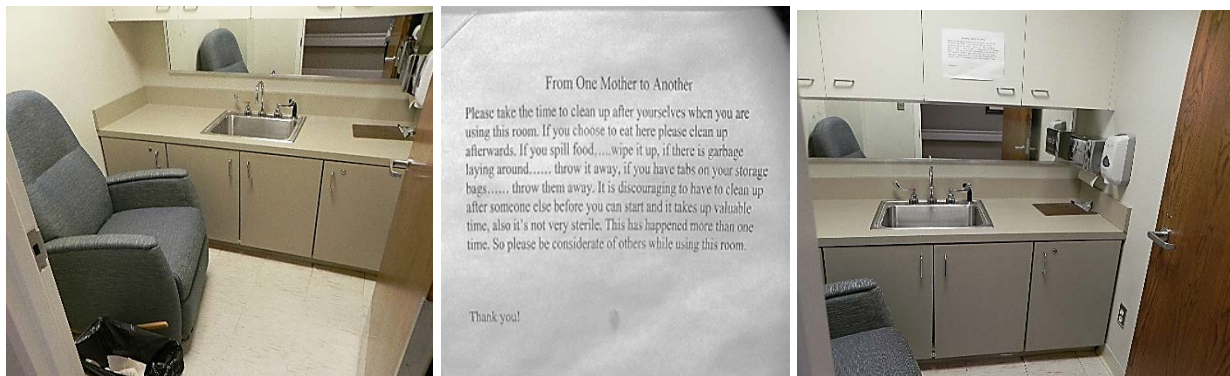 From One Mother to Another
Please take the time to clean up after yourselves when you are
using this room. If you choose to eat here please clean up
afterwards. If you spill food,.....wipe it up, if there is garbage
laying around…… throw it away, if you have tabs on your storage
bags…… throw them away. It is discouraging to have to clean up
after someone else before you can start and it takes up valuable
time, also it's not very sterile. This has happened more than one
time. So please be considerate of others while using this room.
Thank you!